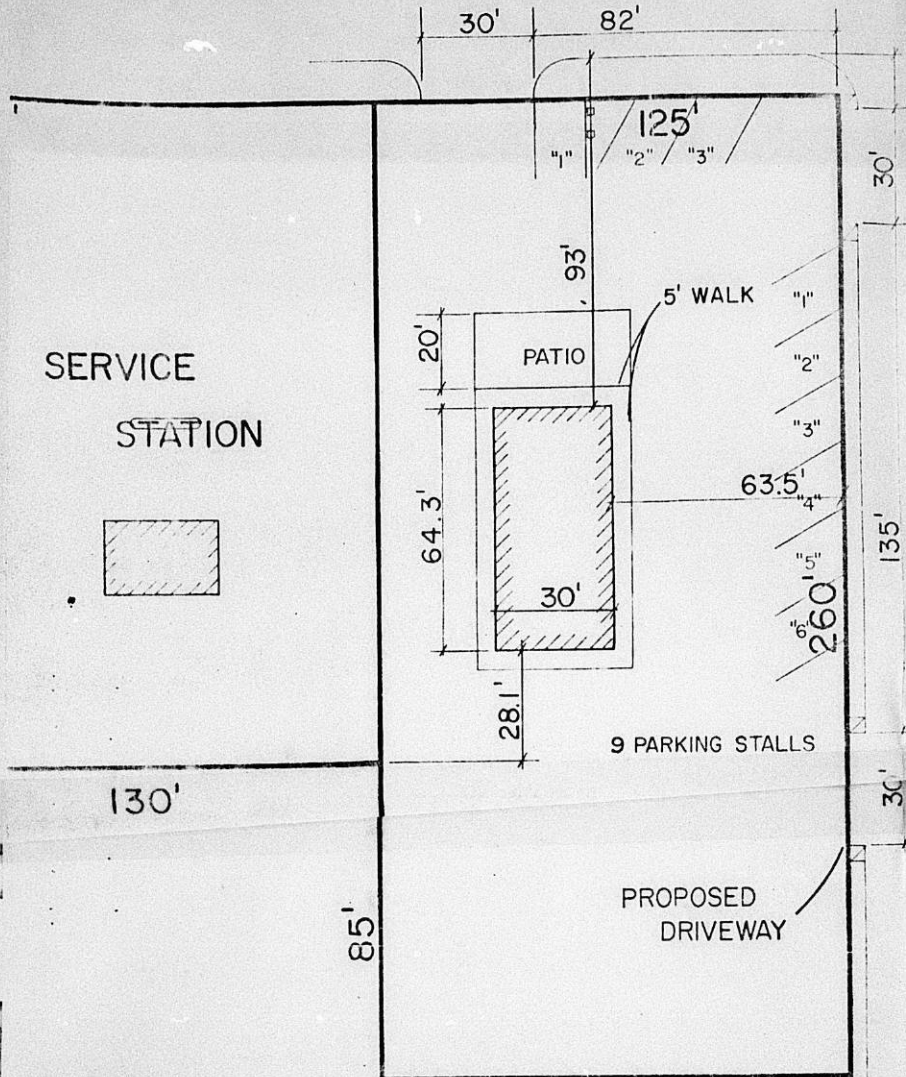 30' 82'
125'
"1" "2" "3"
30'
93'
5' WALK
"1"
20'
PATIO
"2"
SERVICE
STATION
"3"
63.5'
"4"
64.3'
135'
"5"
30'
260'
"6"
28.1'
9 PARKING STALLS
130'
30'
PROPOSED
DRIVEWAY
85'